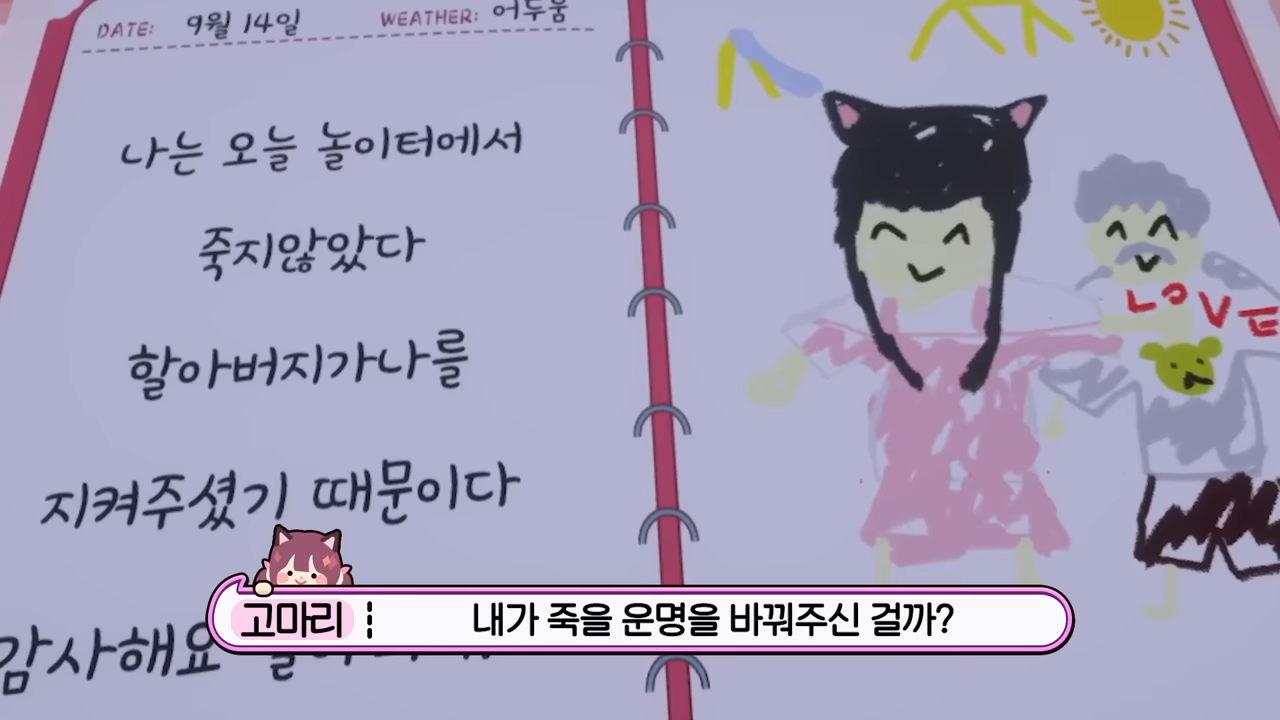 DATE: 9월 14일 WEATHER: 어두움
나는 오늘 놀이터에서
죽지않았다
할아버지가나를
지켜주셨기 때문이다
감사해요
LOVE
고마리 내가 죽을 운명을 바꿔주신 걸까?